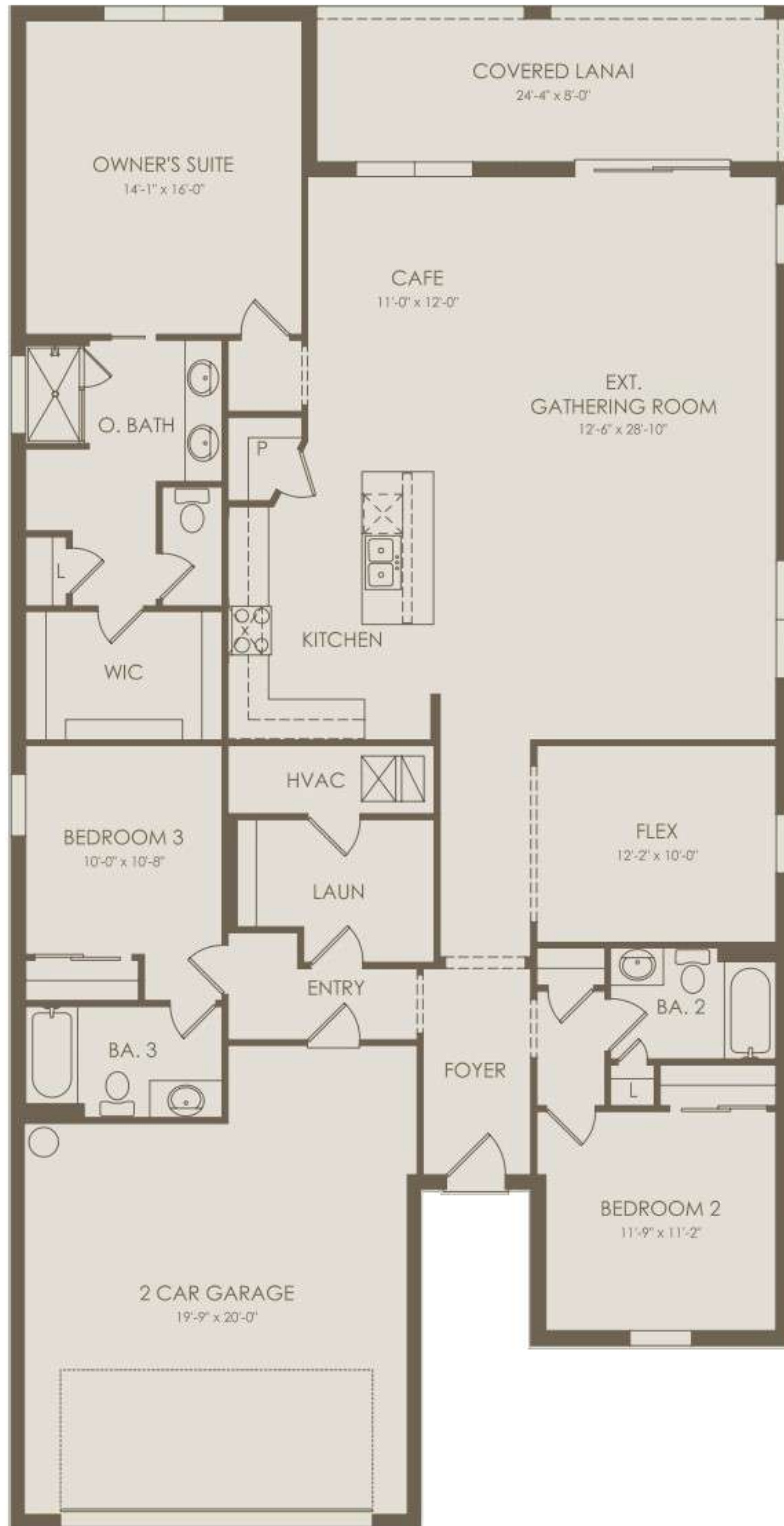 COVERED LANAI
24'-4" x 8'-0"
OWNER'S SUITE
14'-1" x 16'-0"
CAFE
11'-0" x 12'-0"
EXT.
GATHERING ROOM
12'-6" x 28'-10"
O. BATH
P
L
KITCHEN
WIC
HVAC
BEDROOM 3
10'-0" x 10'-8"
FLEX
12'-2" x 10'-0"
LAUN
ENTRY
BA. 2
BA. 3
FOYER
L
BEDROOM 2
11'-9" x 11'-2"
2 CAR GARAGE
19'-9" x 20'-0"